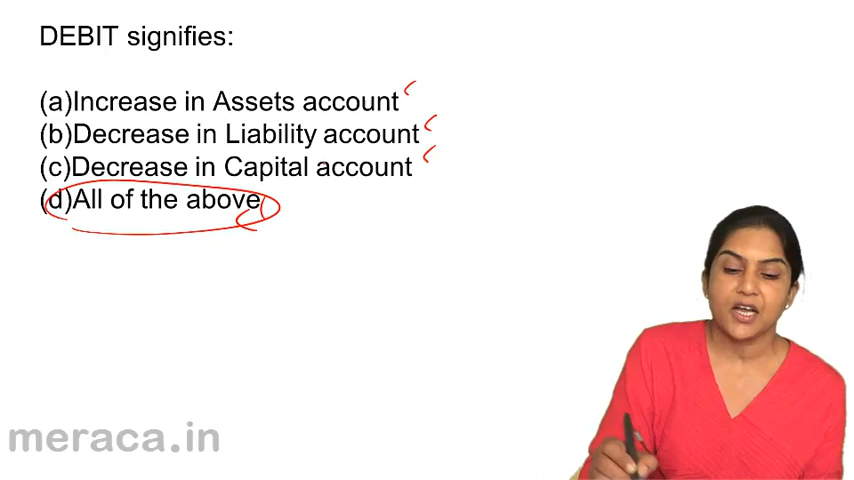 DEBIT signifies:
(a)Increase in Assets account
(b)Decrease in Liability account
(c)Decrease in Capital account
(d)All of the above
meraca.in